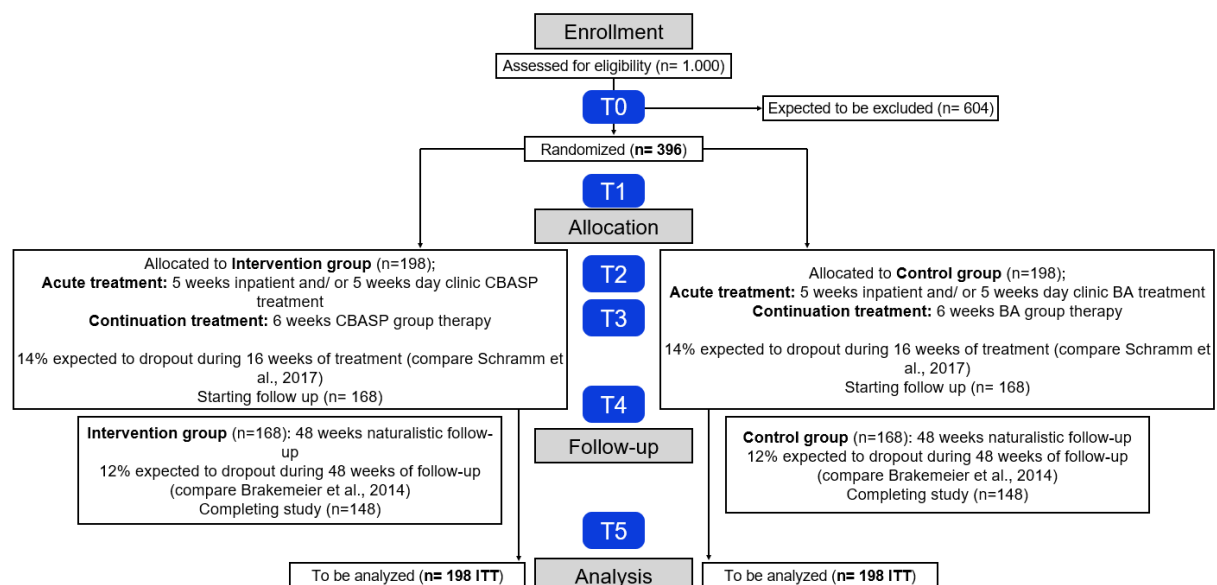 Enrollment
Assessed for eligibility (n= 1.000)
T0
Expected to be excluded (n= 604)
Randomized (n= 396)
T1
Allocation
Allocated to Intervention group (n=198);
Acute treatment: 5 weeks inpatient and/ or 5 weeks day clinic CBASP
treatment
Continuation treatment: 6 weeks CBASP group therapy
14% expected to dropout during 16 weeks of treatment (compare Schramm et
al., 2017)
Starting follow up (n= 168)
T2
T3
Allocated to Control group (n=198);
Acute treatment: 5 weeks inpatient and/ or 5 weeks day clinic BA treatment
Continuation treatment: 6 weeks BA group therapy
14% expected to dropout during 16 weeks of treatment (compare Schramm et
al., 2017)
Starting follow up (n= 168)
T4
Follow-up
Intervention group (n=168): 48 weeks naturalistic follow-
up
12% expected to dropout during 48 weeks of follow-up
(compare Brakemeier et al., 2014)
Completing study (n=148)
Control group (n=168): 48 weeks naturalistic follow-up
12% expected to dropout during 48 weeks of follow-up
(compare Brakemeier et al., 2014)
Completing study (n=148)
T5
To be analyzed (n= 198 ITT)
Analysis
To be analyzed (n= 198 ITT)